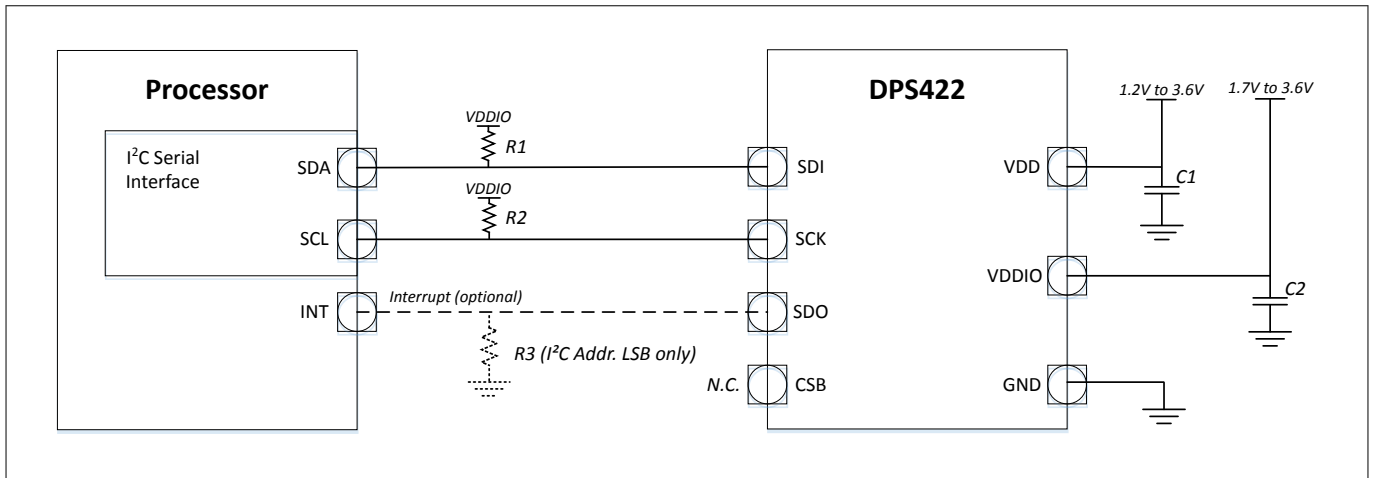 Processor
DPS422
1.2V to 3.6V
1.7V to 3.6V
I²C Serial
Interface
SDA
VDDIO
R1
SDI
VDD
C1
SCL
VDDIO
R2
SCK
VDDIO
C2
INT
Interrupt (optional)
SDO
R3 (I²C Addr. LSB only)
N.C.
CSB
GND